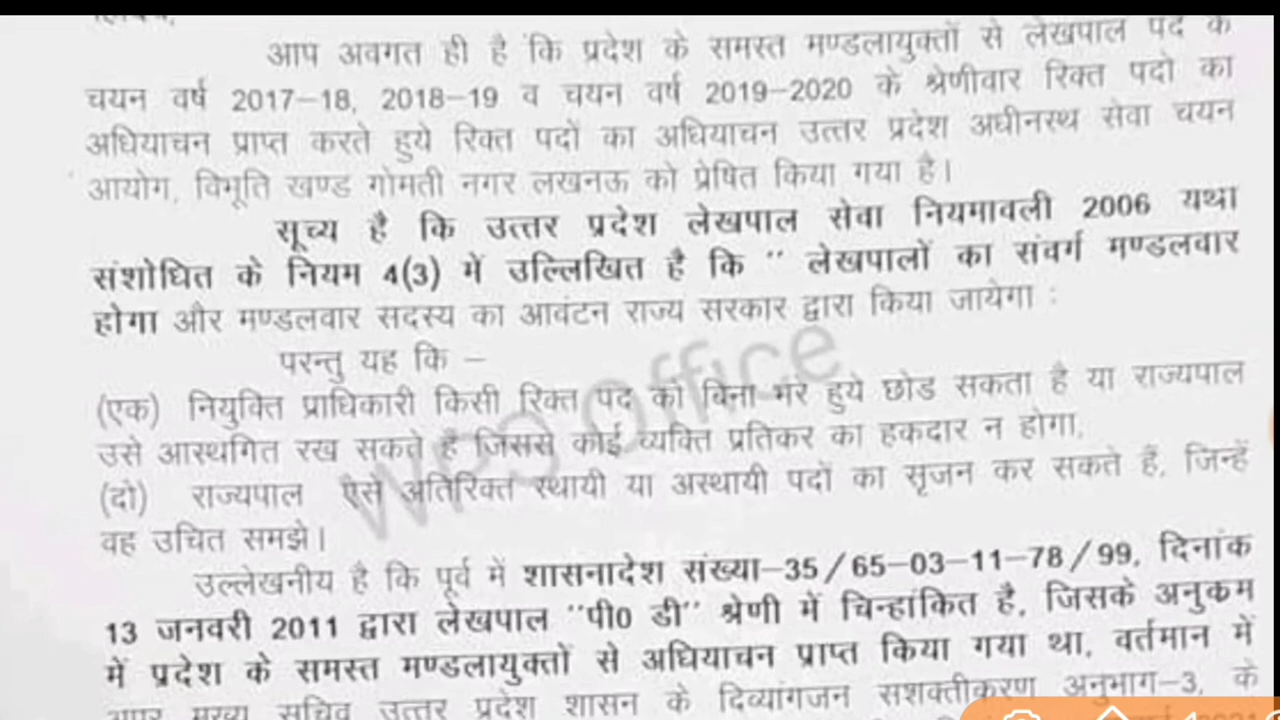 आप अवगत ही है कि प्रदेश के समस्त मण्डलायुक्तों से लेखपाल पद के
चयन वर्ष 2017–18, 2018–19 व चयन वर्ष 2019–2020 के श्रेणीवार रिक्त पदो का
अधियाचन प्राप्त करते हुये रिक्त पदों का अधियाचन उत्तर प्रदेश अधीनस्थ सेवा चयन
आयोग, विभूति खण्ड गोमती नगर लखनऊ को प्रेषित किया गया है।
सूच्य है कि उत्तर प्रदेश लेखपाल सेवा नियमावली 2006 यथा
संशोधित के नियम 4(3) में उल्लिखित है कि " लेखपालों का संवर्ग मण्डलवार
होगा और मण्डलवार सदस्य का आवंटन राज्य सरकार द्वारा किया जायेगा :
परन्तु यह कि –
(एक) नियुक्ति प्राधिकारी किसी रिक्त पद को बिना भरे हुये छोड सकता है या राज्यपाल
उसे आस्थगित रख सकते है जिससे कोई व्यक्ति प्रतिकर का हकदार न होगा,
(दो) राज्यपाल ऐसे अतिरिक्त स्थायी या अस्थायी पदों का सृजन कर सकते है, जिन्हें
वह उचित समझे।
उल्लेखनीय है कि पूर्व में शासनादेश संख्या–35/65–03–11–78/99, दिनांक
13 जनवरी 2011 द्वारा लेखपाल "पी0 डी" श्रेणी में चिन्हांकित है, जिसके अनुकम
में प्रदेश के समस्त मण्डलायुक्तों से अधियाचन प्राप्त किया गया था, वर्तमान में
अपर मुख्य सचिव उत्तर प्रदेश शासन के दिव्यांगजन सशक्तीकरण अनुभाग–3, के
WPS Office